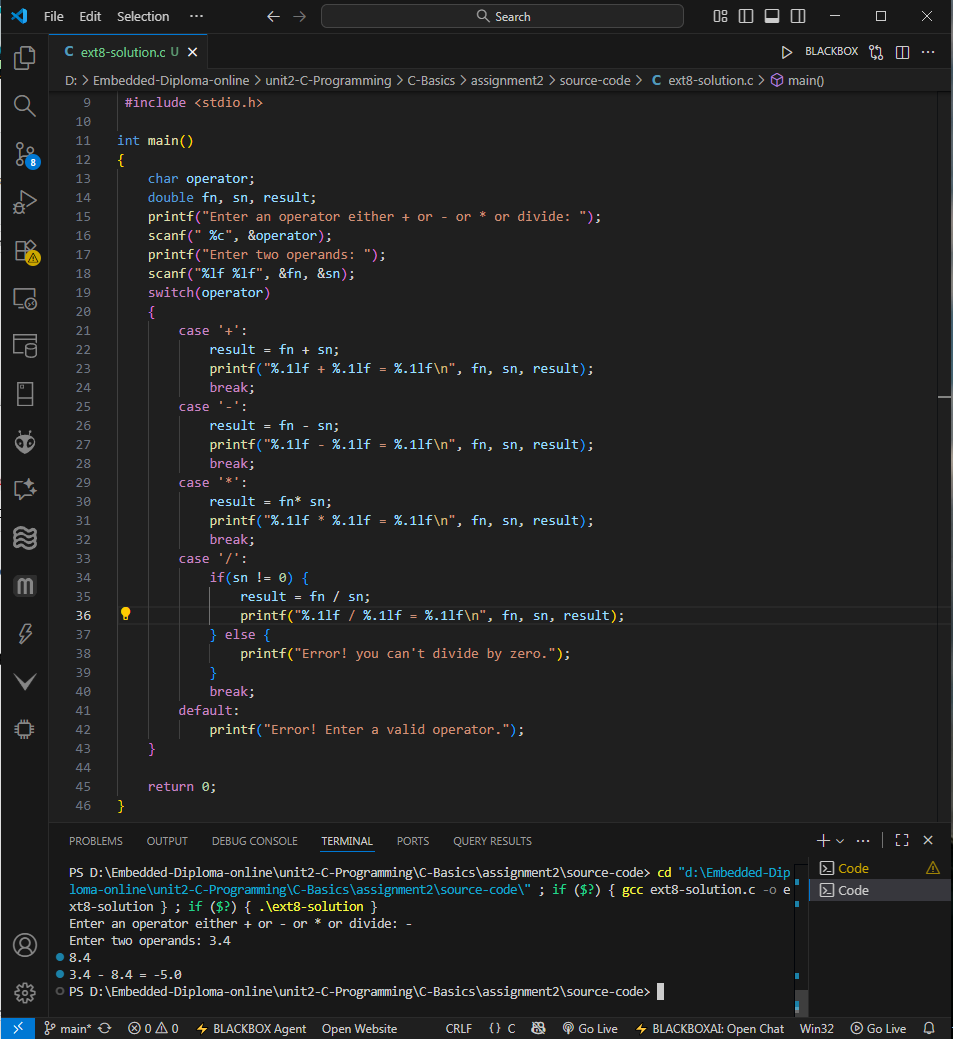 File Edit Selection ··· Search
C ext8-solution.c U BLACKBOX ···
D: > Embedded-Diploma-online > unit2-C-Programming > C-Basics > assignment2 > source-code > C ext8-solution.c > main()
9 #include <stdio.h>
10
11 int main()
12 {
13 char operator;
14 double fn, sn, result;
15 printf("Enter an operator either + or - or * or divide: ");
16 scanf(" %c", &operator);
17 printf("Enter two operands: ");
18 scanf("%lf %lf", &fn, &sn);
19 switch(operator)
20 {
21 case '+':
22 result = fn + sn;
23 printf("%.1lf + %.1lf = %.1lf\n", fn, sn, result);
24 break;
25 case '-':
26 result = fn - sn;
27 printf("%.1lf - %.1lf = %.1lf\n", fn, sn, result);
28 break;
29 case '*':
30 result = fn* sn;
31 printf("%.1lf * %.1lf = %.1lf\n", fn, sn, result);
32 break;
33 case '/':
34 if(sn != 0) {
35 result = fn / sn;
36 printf("%.1lf / %.1lf = %.1lf\n", fn, sn, result);
37 } else {
38 printf("Error! you can't divide by zero.");
39 }
40 break;
41 default:
42 printf("Error! Enter a valid operator.");
43 }
44
45 return 0;
46 }
8
PROBLEMS OUTPUT DEBUG CONSOLE TERMINAL PORTS QUERY RESULTS
PS D:\Embedded-Diploma-online\unit2-C-Programming\C-Basics\assignment2\source-code> cd "d:\Embedded-Dip
loma-online\unit2-C-Programming\C-Basics\assignment2\source-code\" ; if ($?) { gcc ext8-solution.c -o e
xt8-solution } ; if ($?) { .\ext8-solution }
Enter an operator either + or - or * or divide: -
Enter two operands: 3.4
8.4
3.4 - 8.4 = -5.0
PS D:\Embedded-Diploma-online\unit2-C-Programming\C-Basics\assignment2\source-code>
Code
Code
main* 0 0 BLACKBOX Agent Open Website CRLF {} C Go Live BLACKBOXAI: Open Chat Win32 Go Live